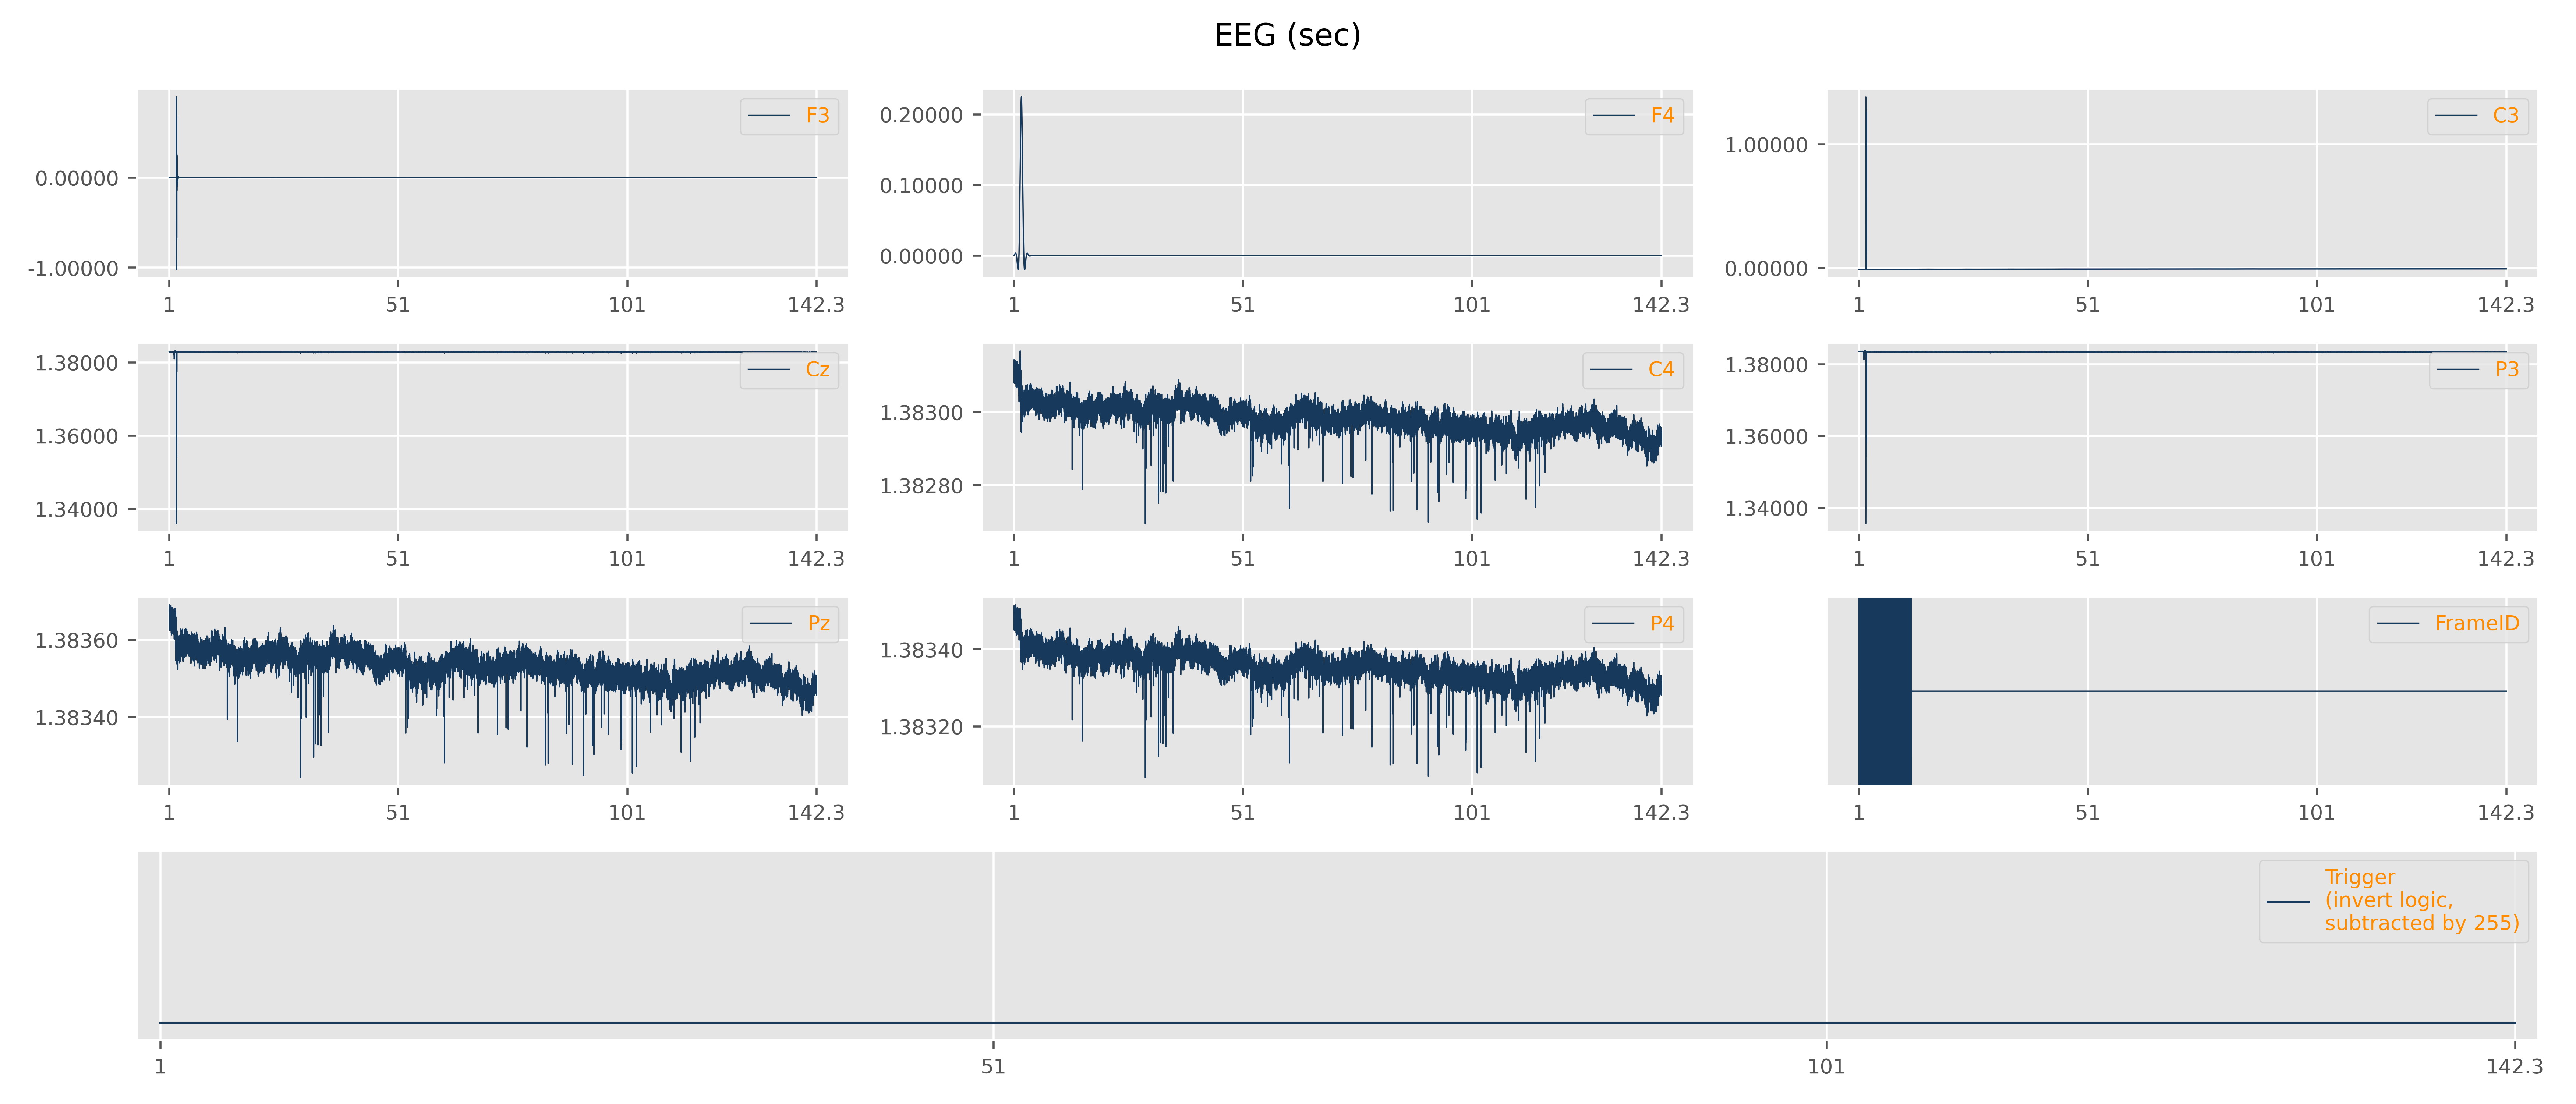 EEG (sec)
F3
0.00000
-1.00000
1 51 101 142.3
F4
0.20000
0.10000
0.00000
1 51 101 142.3
C3
1.00000
0.00000
1 51 101 142.3
Cz
1.38000
1.36000
1.34000
1 51 101 142.3
C4
1.38300
1.38280
1 51 101 142.3
P3
1.38000
1.36000
1.34000
1 51 101 142.3
Pz
1.38360
1.38340
1 51 101 142.3
P4
1.38340
1.38320
1 51 101 142.3
FrameID
1 51 101 142.3
Trigger
(invert logic,
subtracted by 255)
1 51 101 142.3